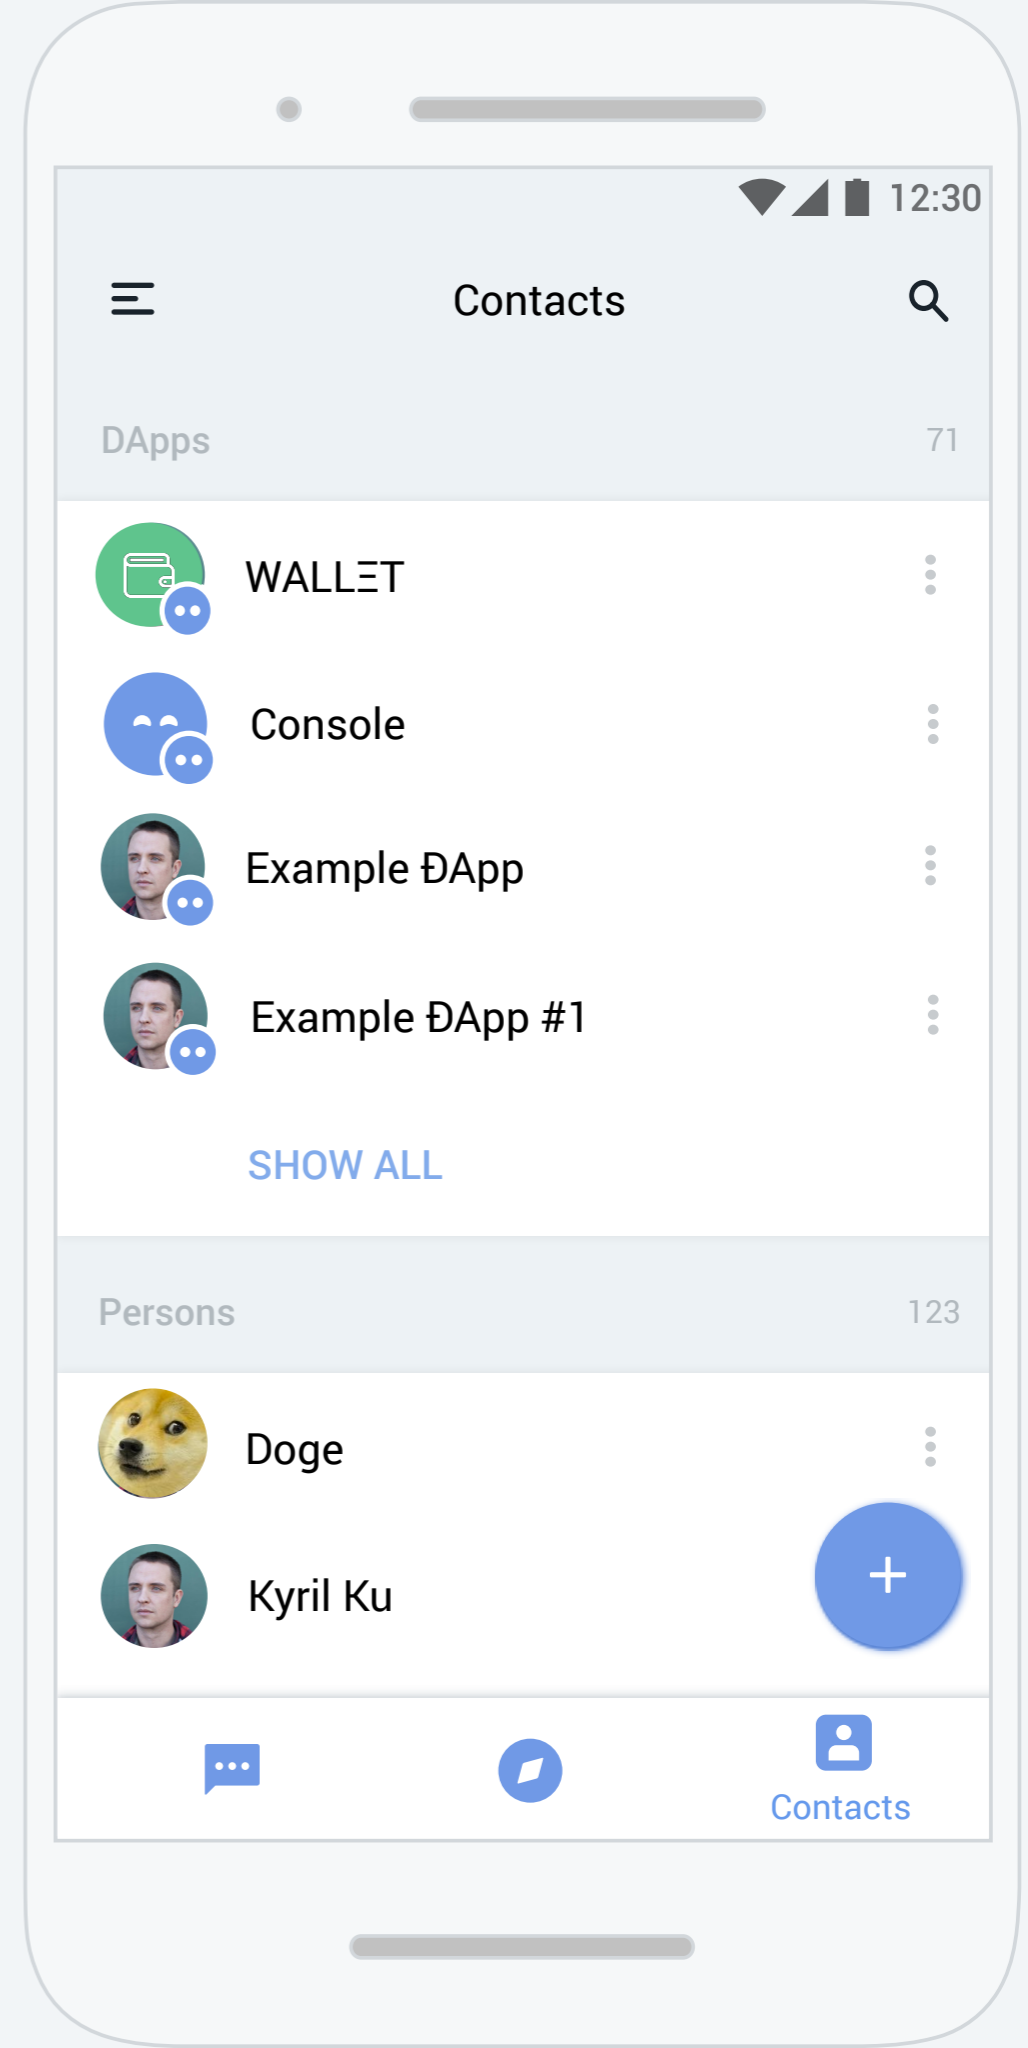 12:30
Contacts
DApps
71
WALLΞT
Console
Example ĐApp
Example ĐApp #1
SHOW ALL
Persons
123
Doge
Kyril Ku
Contacts